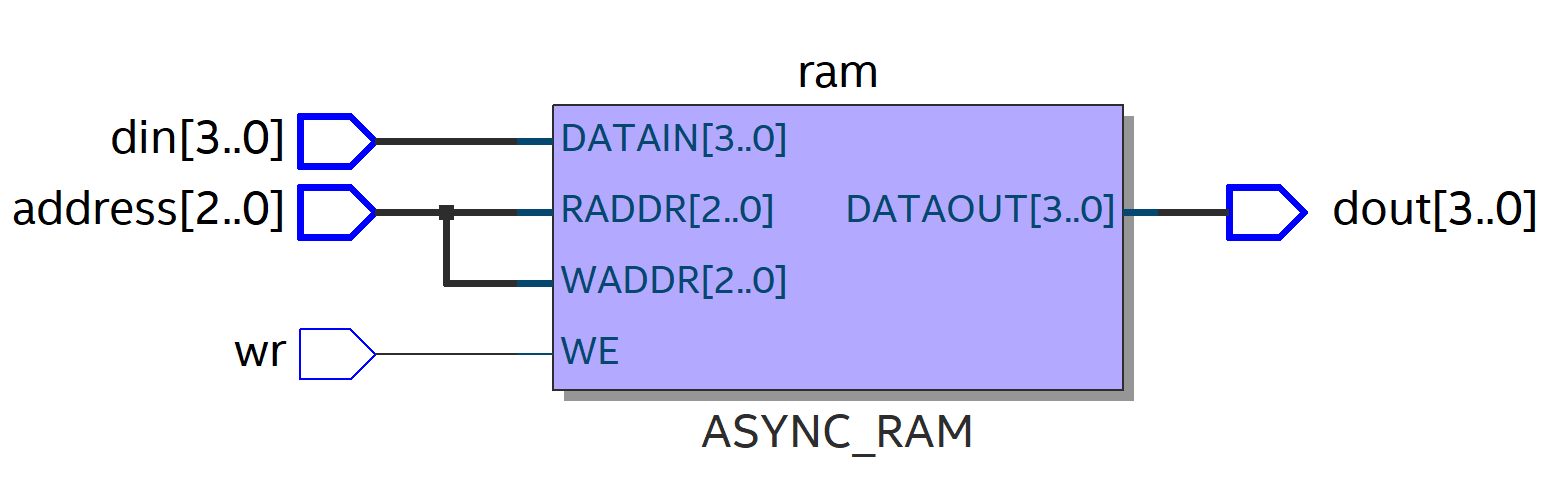 ram
din[3..0]
DATAIN[3..0]
address[2..0]
RADDR[2..0]
DATAOUT[3..0]
dout[3..0]
WADDR[2..0]
wr
WE
ASYNC_RAM